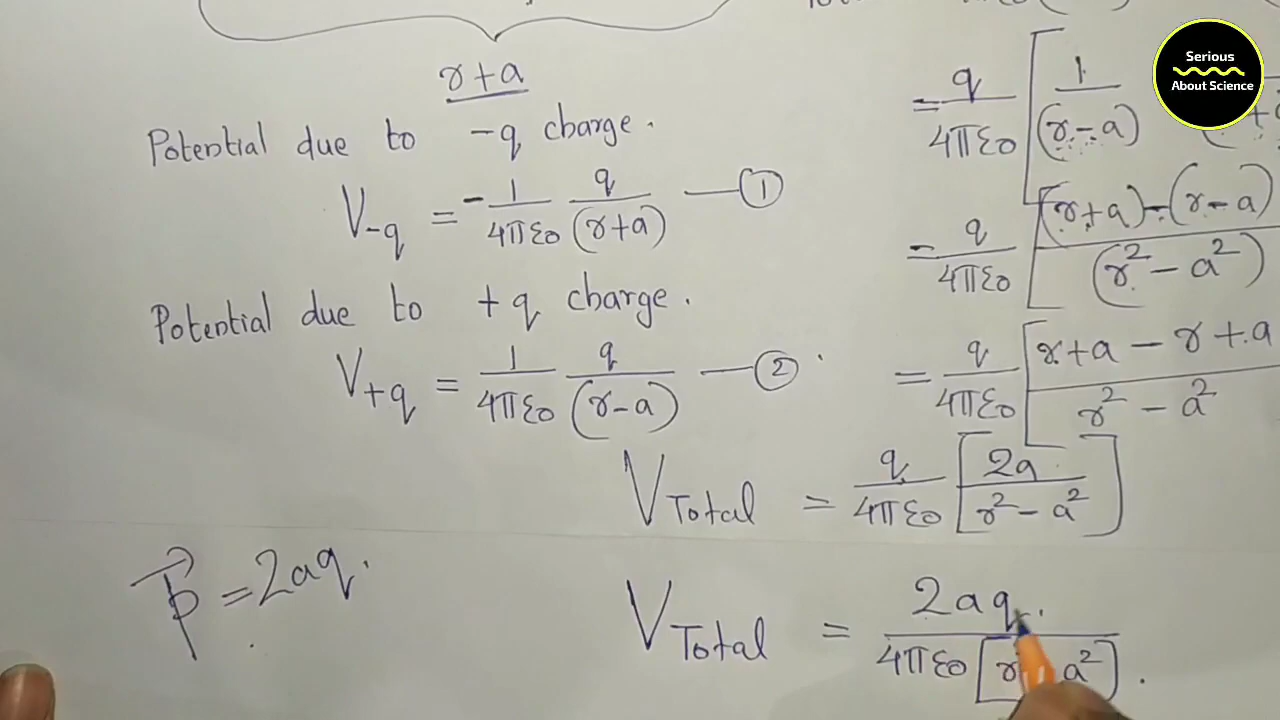 r+a
Potential due to -q charge.
V-q = - 1/4πε0 q/(r+a) — 1
Potential due to +q charge.
V+q = 1/4πε0 q/(r-a) — 2
p⃗ = 2aq.
= q/4πε0 [1/(r-a)
= q/4πε0 [(r+a)-(r-a)/(r²-a²)
= q/4πε0 [r+a-r+a/r²-a²
VTotal = q/4πε0 [2a/r²-a²]
VTotal = 2aq/4πε0[r² a²].
Serious
About Science